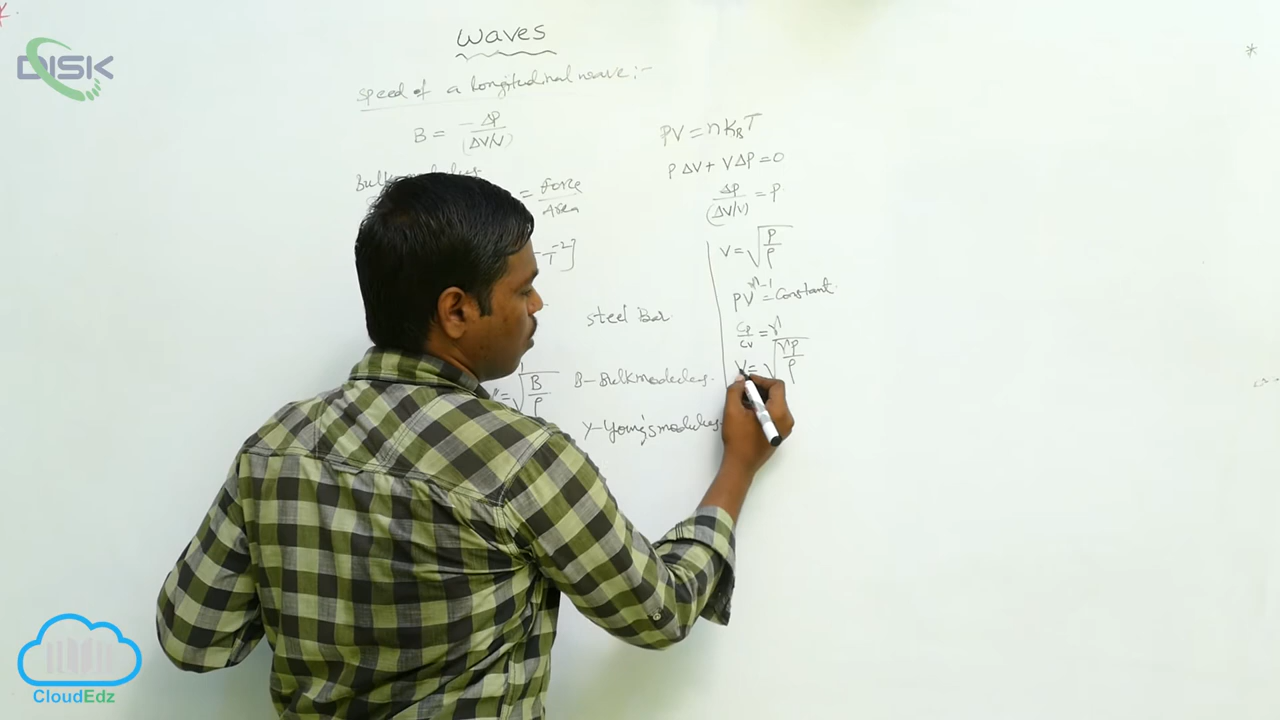 DISK
Waves
Speed of a longitudinal wave :-
B = -ΔP / (ΔV/V)
= Force / Area
T⁻²]
Steel Bar
= √(B/ρ) B-Bulk modulus.
Y-Young's modulus.
PV = nK_BT
PΔV + VΔP = 0
ΔP / (ΔV/V) = P
V = √(P/ρ)
PV^(γ-1) = Constant
Cp / Cv = γ
V = √(γP/ρ)
CloudEdz